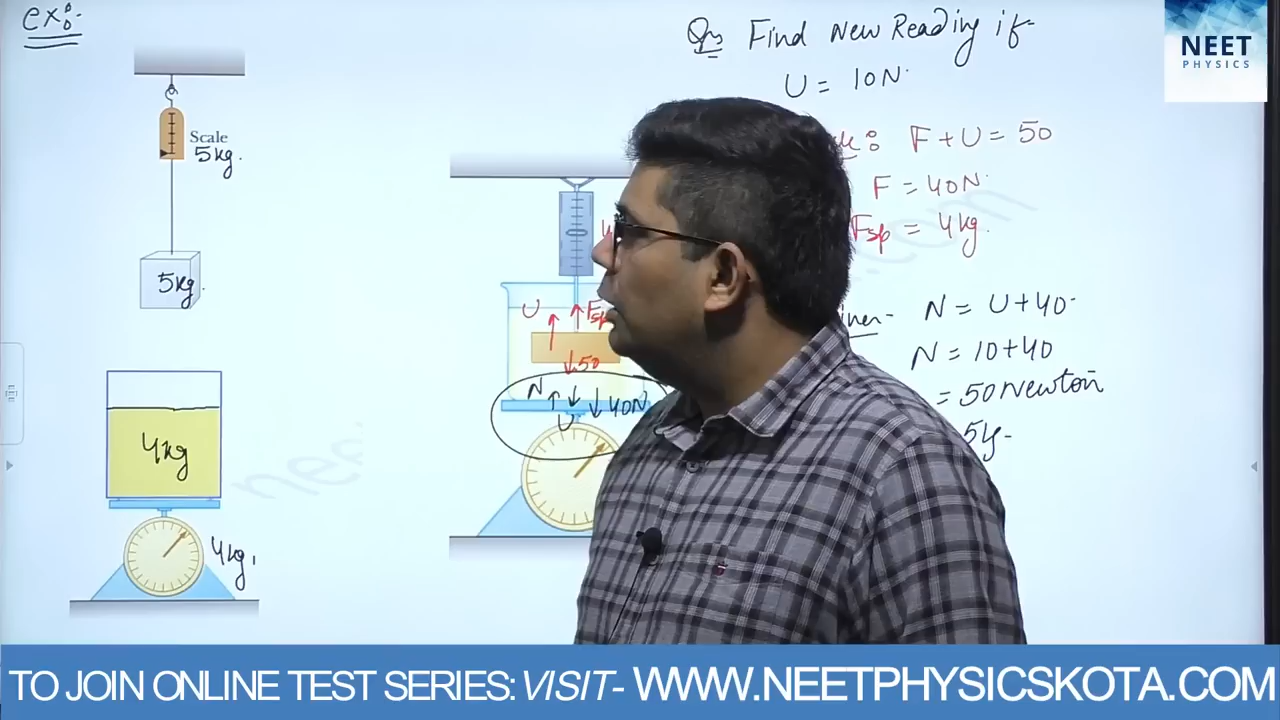 ex:-
Qs Find New Reading if
U = 10N.
NEET
PHYSICS
Scale
5kg.
5kg.
4kg
4kg.
F + U = 50
F = 40N.
Fsp = 4kg.
U
Fsp
50
N
U
40N
N = U+40
N = 10+40
= 50 Newton
TO JOIN ONLINE TEST SERIES: VISIT- WWW.NEETPHYSICSKOTA.COM